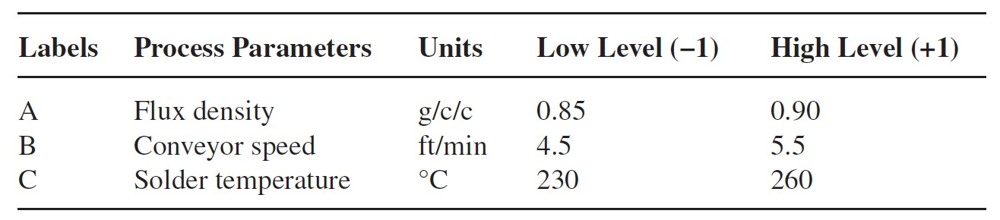 Labels Process Parameters Units Low Level (−1) High Level (+1)
A Flux density g/c/c 0.85 0.90
B Conveyor speed ft/min 4.5 5.5
C Solder temperature °C 230 260